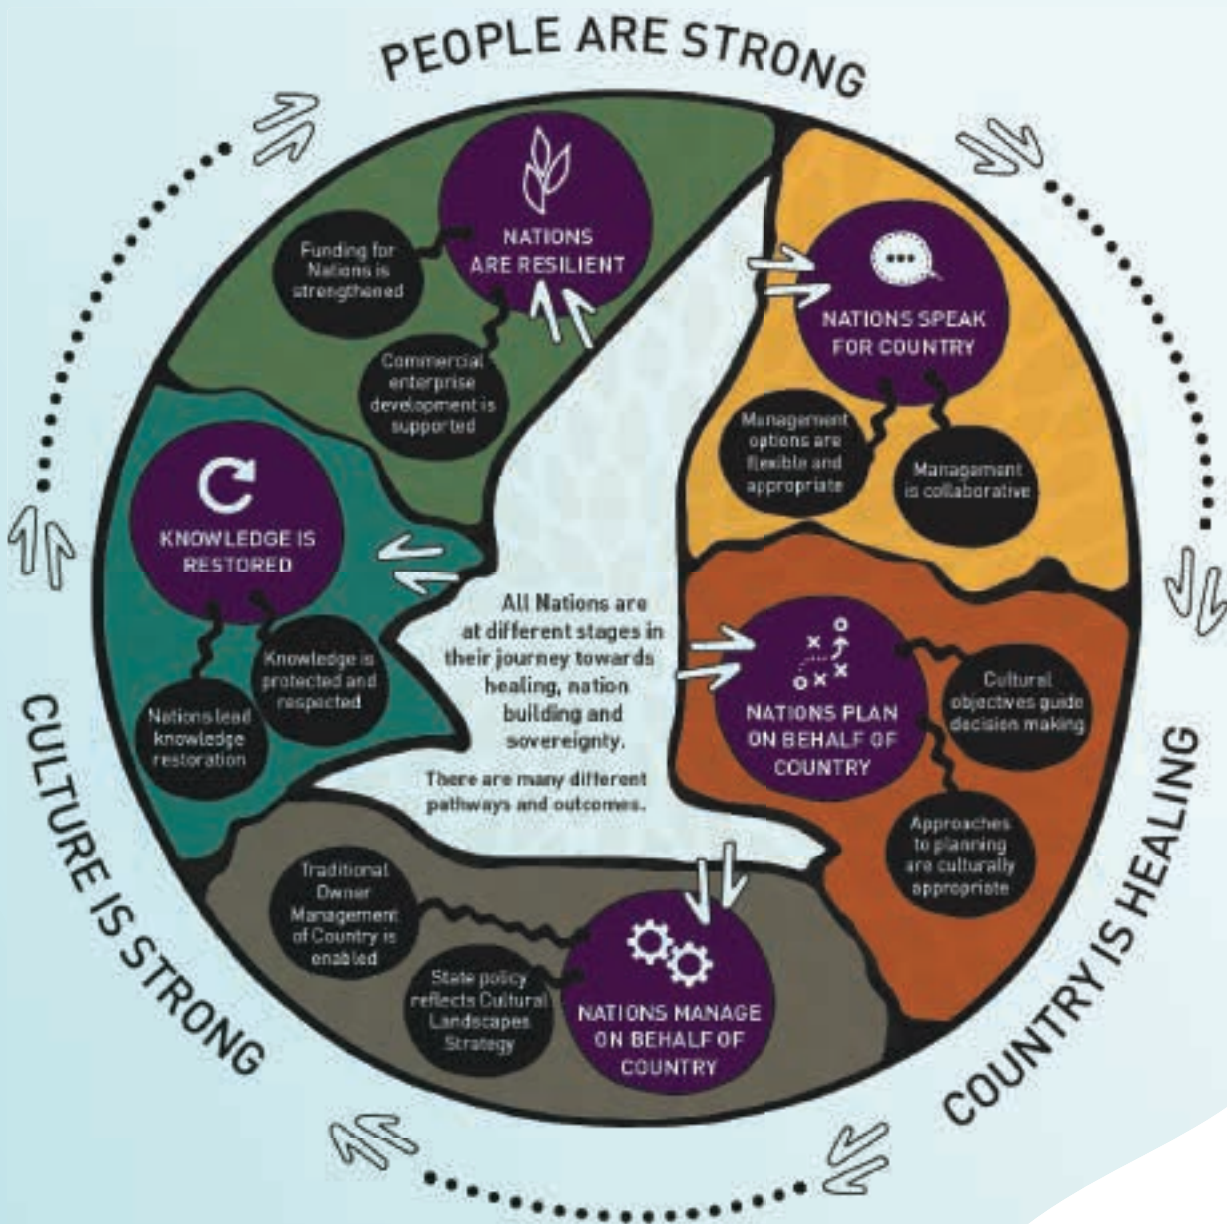 PEOPLE ARE STRONG
NATIONS
ARE RESILIENT
Funding for
Nations is
strengthened
Commercial
enterprise
development is
supported
NATIONS SPEAK
FOR COUNTRY
Management
options are
flexible and
appropriate
Management
is collaborative
KNOWLEDGE IS
RESTORED
Knowledge is
protected and
respected
Nations lead
knowledge
restoration
All Nations are
at different stages in
their journey towards
healing, nation
building and
sovereignty.
There are many different
pathways and outcomes.
NATIONS PLAN
ON BEHALF OF
COUNTRY
Cultural
objectives guide
decision making
Approaches
to planning
are culturally
appropriate
Traditional
Owner
Management
of Country is
enabled
State policy
reflects Cultural
Landscapes
Strategy
NATIONS MANAGE
ON BEHALF OF
COUNTRY
CULTURE IS STRONG
COUNTRY IS HEALING